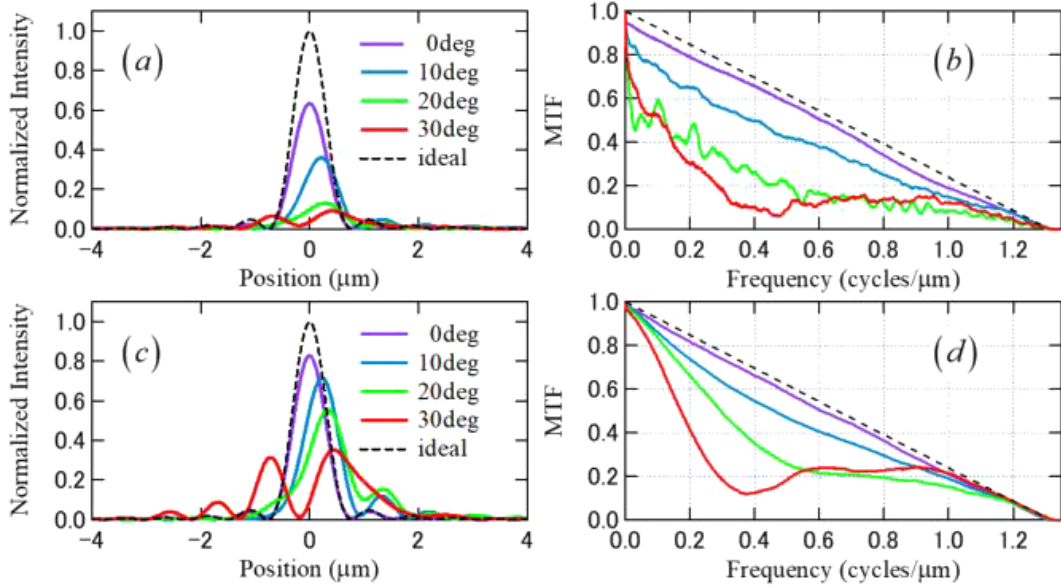 (a)
Normalized Intensity
1.0
0.8
0.6
0.4
0.2
0.0
0deg
10deg
20deg
30deg
ideal
−4
−2
0
2
4
Position (μm)
(b)
MTF
1.0
0.8
0.6
0.4
0.2
0.0
0.0
0.2
0.4
0.6
0.8
1.0
1.2
Frequency (cycles/μm)
(c)
Normalized Intensity
1.0
0.8
0.6
0.4
0.2
0.0
0deg
10deg
20deg
30deg
ideal
−4
−2
0
2
4
Position (μm)
(d)
MTF
1.0
0.8
0.6
0.4
0.2
0.0
0.0
0.2
0.4
0.6
0.8
1.0
1.2
Frequency (cycles/μm)